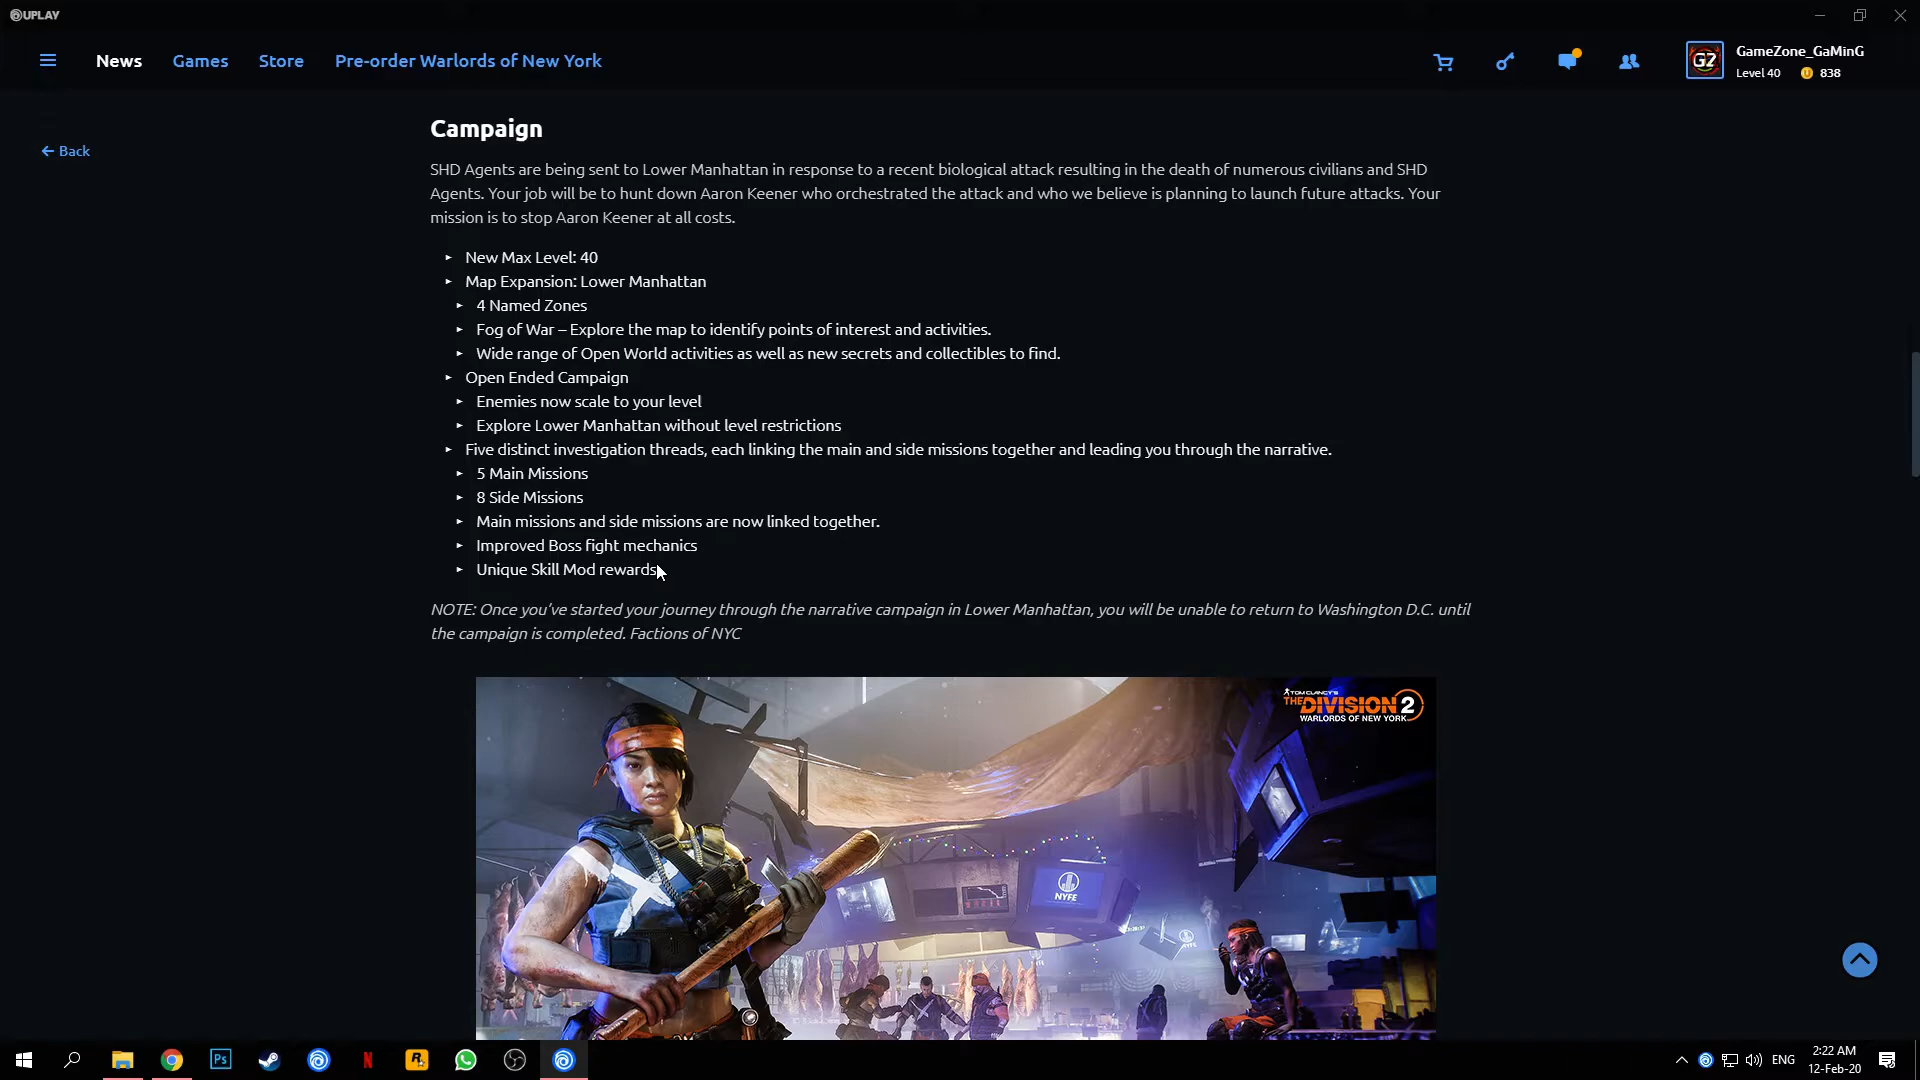 UPLAY
News Games Store Pre-order Warlords of New York
GameZone_GaMinG
Level 40 838
Back
Campaign
SHD Agents are being sent to Lower Manhattan in response to a recent biological attack resulting in the death of numerous civilians and SHD
Agents. Your job will be to hunt down Aaron Keener who orchestrated the attack and who we believe is planning to launch future attacks. Your
mission is to stop Aaron Keener at all costs.
New Max Level: 40
Map Expansion: Lower Manhattan
4 Named Zones
Fog of War – Explore the map to identify points of interest and activities.
Wide range of Open World activities as well as new secrets and collectibles to find.
Open Ended Campaign
Enemies now scale to your level
Explore Lower Manhattan without level restrictions
Five distinct investigation threads, each linking the main and side missions together and leading you through the narrative.
5 Main Missions
8 Side Missions
Main missions and side missions are now linked together.
Improved Boss fight mechanics
Unique Skill Mod rewards
NOTE: Once you’ve started your journey through the narrative campaign in Lower Manhattan, you will be unable to return to Washington D.C. until
the campaign is completed. Factions of NYC
TOM CLANCY'S
THE DIVISION 2
WARLORDS OF NEW YORK
NYFE
Ps
ENG
2:22 AM
12-Feb-20